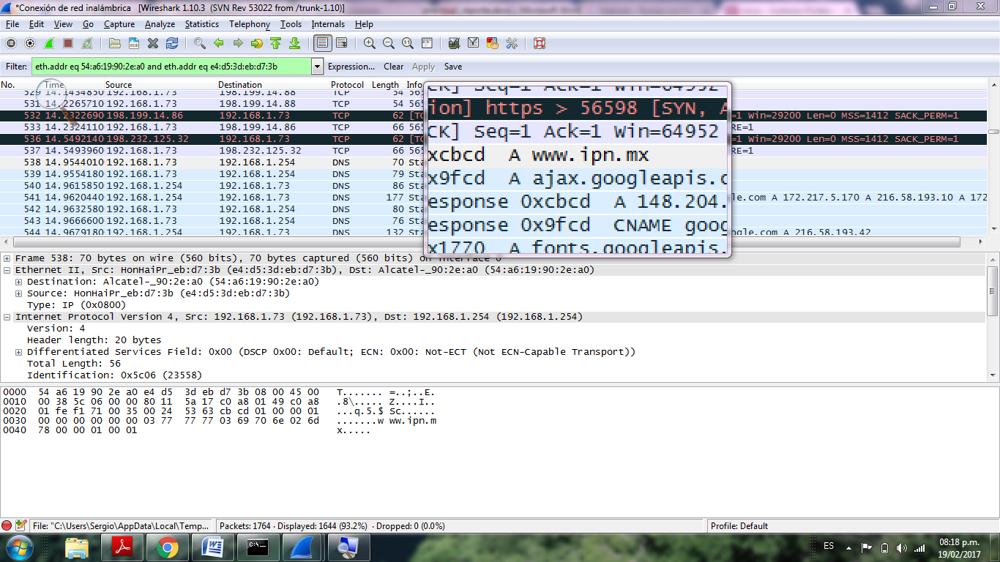 *Conexión de red inalámbrica   [Wireshark 1.10.3  (SVN Rev 53022 from /trunk-1.10)]
File Edit View Go Capture Analyze Statistics Telephony Tools Internals Help
Filter: eth.addr eq 54:a6:19:90:2e:a0 and eth.addr eq e4:d5:3d:eb:d7:3b Expression... Clear Apply Save
No. Time Source Destination Protocol Length Info
529 14.1434850 192.168.1.73 198.199.14.88 TCP 54 565
531 14.2265710 192.168.1.73 198.199.14.88 TCP 54 565
532 14.2322690 198.199.14.86 192.168.1.73 TCP 62 [TC =1 Win=29200 Len=0 MSS=1412 SACK_PERM=1
533 14.2324110 192.168.1.73 198.199.14.86 TCP 66 565 RE=1
536 14.5492140 198.232.125.32 192.168.1.73 TCP 62 [TC =1 Win=29200 Len=0 MSS=1412 SACK_PERM=1
537 14.5493960 192.168.1.73 198.232.125.32 TCP 66 565 RE=1
538 14.9544010 192.168.1.73 192.168.1.254 DNS 70 Sta
539 14.9554180 192.168.1.73 192.168.1.254 DNS 79 Sta
540 14.9615850 192.168.1.254 192.168.1.73 DNS 86 Sta
541 14.9620440 192.168.1.254 192.168.1.73 DNS 177 Sta gle.com A 172.217.5.170 A 216.58.193.10 A 172
542 14.9632580 192.168.1.73 192.168.1.254 DNS 80 Sta
543 14.9666600 192.168.1.73 192.168.1.254 DNS 76 Sta
544 14.9679180 192.168.1.254 192.168.1.73 DNS 132 Sta ogle.com A 216.58.193.42
CK] Seq=1 Ack=1 Win=64952
ion] https > 56598 [SYN, A
CK] Seq=1 Ack=1 Win=64952
xcbcd  A www.ipn.mx
x9fcd  A ajax.googleapis.c
esponse 0xcbcd  A 148.204.
esponse 0x9fcd  CNAME goog
x1770  A fonts.googleapis.
Frame 538: 70 bytes on wire (560 bits), 70 bytes captured (560 bits) on interface 0
Ethernet II, Src: HonHaiPr_eb:d7:3b (e4:d5:3d:eb:d7:3b), Dst: Alcatel-_90:2e:a0 (54:a6:19:90:2e:a0)
Destination: Alcatel-_90:2e:a0 (54:a6:19:90:2e:a0)
Source: HonHaiPr_eb:d7:3b (e4:d5:3d:eb:d7:3b)
Type: IP (0x0800)
Internet Protocol Version 4, Src: 192.168.1.73 (192.168.1.73), Dst: 192.168.1.254 (192.168.1.254)
Version: 4
Header length: 20 bytes
Differentiated Services Field: 0x00 (DSCP 0x00: Default; ECN: 0x00: Not-ECT (Not ECN-Capable Transport))
Total Length: 56
Identification: 0x5c06 (23558)
0000  54 a6 19 90 2e a0 e4 d5  3d eb d7 3b 08 00 45 00   T....... =..;..E.
0010  00 38 5c 06 00 00 80 11  5a 17 c0 a8 01 49 c0 a8   .8\..... Z....I..
0020  01 fe f1 71 00 35 00 24  53 63 cb cd 01 00 00 01   ...q.5.$ Sc......
0030  00 00 00 00 00 00 03 77  77 77 03 69 70 6e 02 6d   .......w ww.ipn.m
0040  78 00 00 01 00 01   x.....
File: "C:\Users\Sergio\AppData\Local\Temp... Packets: 1764 · Displayed: 1644 (93.2%)  · Dropped: 0 (0.0%) Profile: Default
ES 08:18 p.m.
19/02/2017